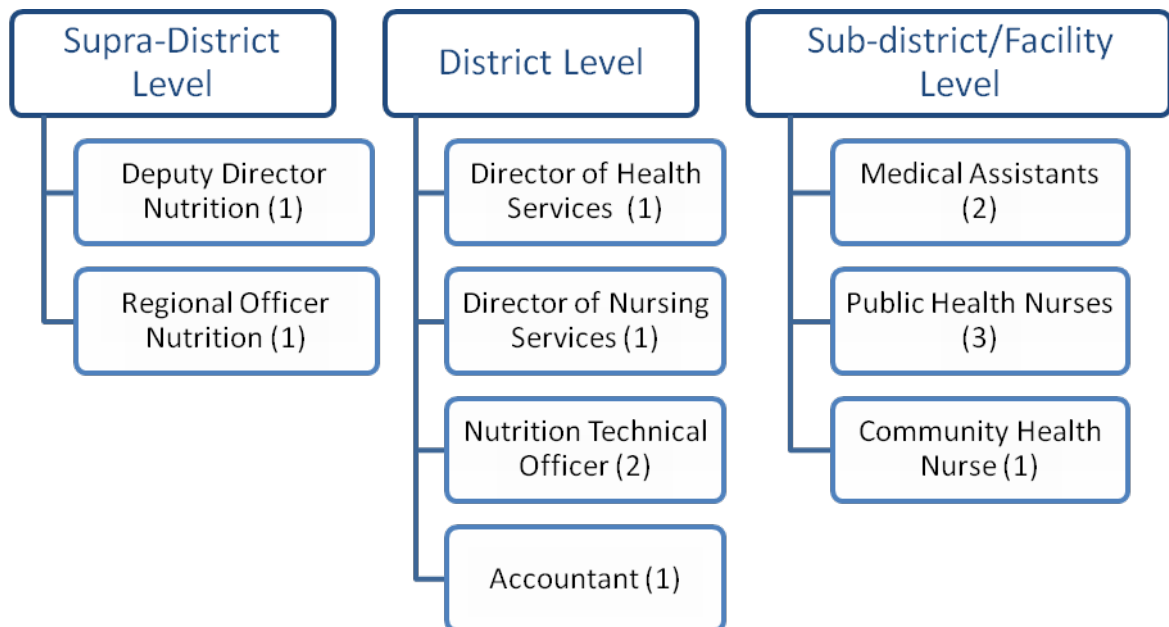 Supra-District
Level
Deputy Director
Nutrition (1)
Regional Officer
Nutrition (1)
District Level
Director of Health
Services (1)
Director of Nursing
Services (1)
Nutrition Technical
Officer (2)
Accountant (1)
Sub-district/Facility
Level
Medical Assistants
(2)
Public Health Nurses
(3)
Community Health
Nurse (1)